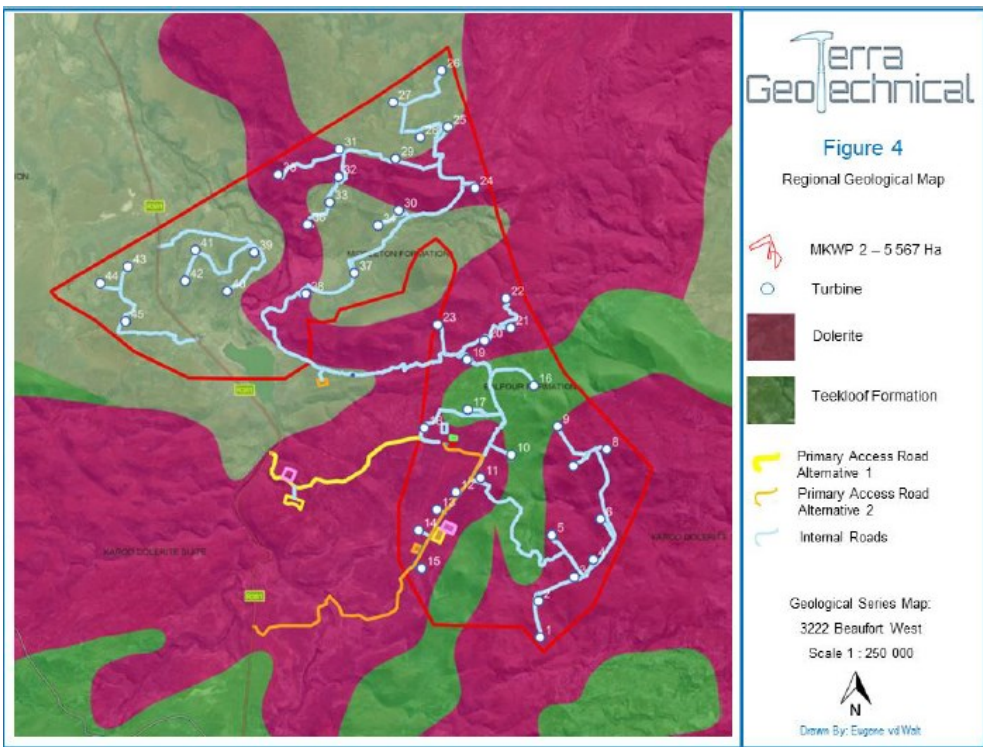 Terra
GeoTechnical
Figure 4
Regional Geological Map
MKWP 2 – 5 567 Ha
Turbine
Dolerite
Teekloof Formation
Primary Access Road
Alternative 1
Primary Access Road
Alternative 2
Internal Roads
Geological Series Map:
3222 Beaufort West
Scale 1 : 250 000
N
Drawn By: Eugene vd Walt
26
27
25
28
31
29
32
24
33
30
39
41
37
43
42
44
40
38
22
45
23
21
20
19
16
17
9
8
10
11
12
13
6
14
5
4
15
3
2
1
MIDDLETON FORMATION
BALFOUR FORMATION
KAROO DOLERITE SUITE
KAROO DOLERITE